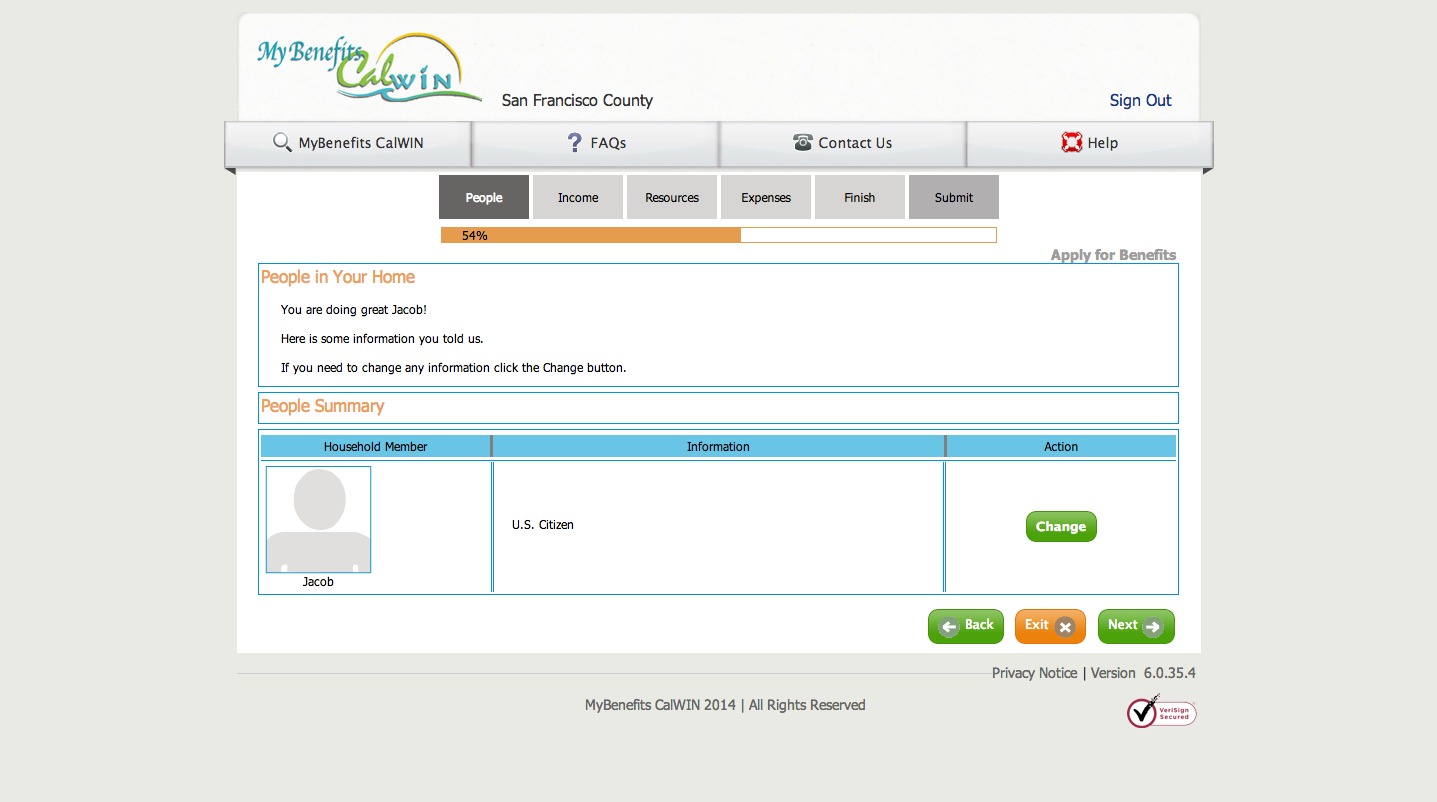 My Benefits
CalWIN
San Francisco County
Sign Out
MyBenefits CalWIN
? FAQs
Contact Us
Help
People
Income
Resources
Expenses
Finish
Submit
54%
Apply for Benefits
People in Your Home
You are doing great Jacob!
Here is some information you told us.
If you need to change any information click the Change button.
People Summary
Household Member
Information
Action
U.S. Citizen
Change
Jacob
Back
Exit
Next
Privacy Notice | Version 6.0.35.4
MyBenefits CalWIN 2014 | All Rights Reserved
VeriSign
Secured